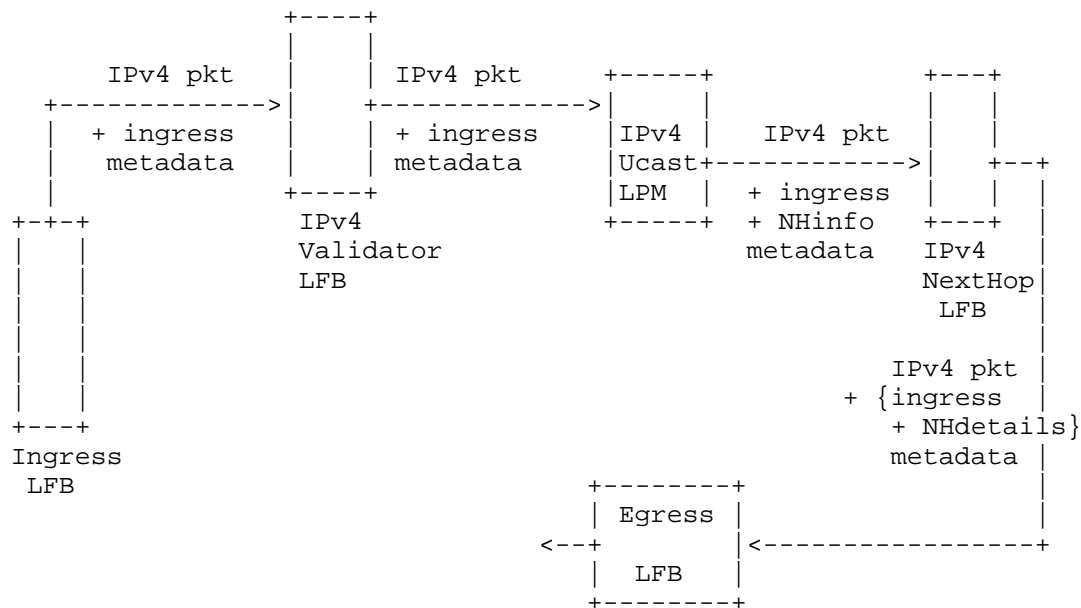 IPv4 pkt
IPv4 pkt
+ ingress
metadata
+ ingress
metadata
IPv4
Ucast
LPM
IPv4 pkt
+ ingress
+ NHinfo
metadata
IPv4
Validator
LFB
IPv4
NextHop
LFB
IPv4 pkt
+ {ingress
+ NHdetails}
metadata
Ingress
LFB
Egress
LFB